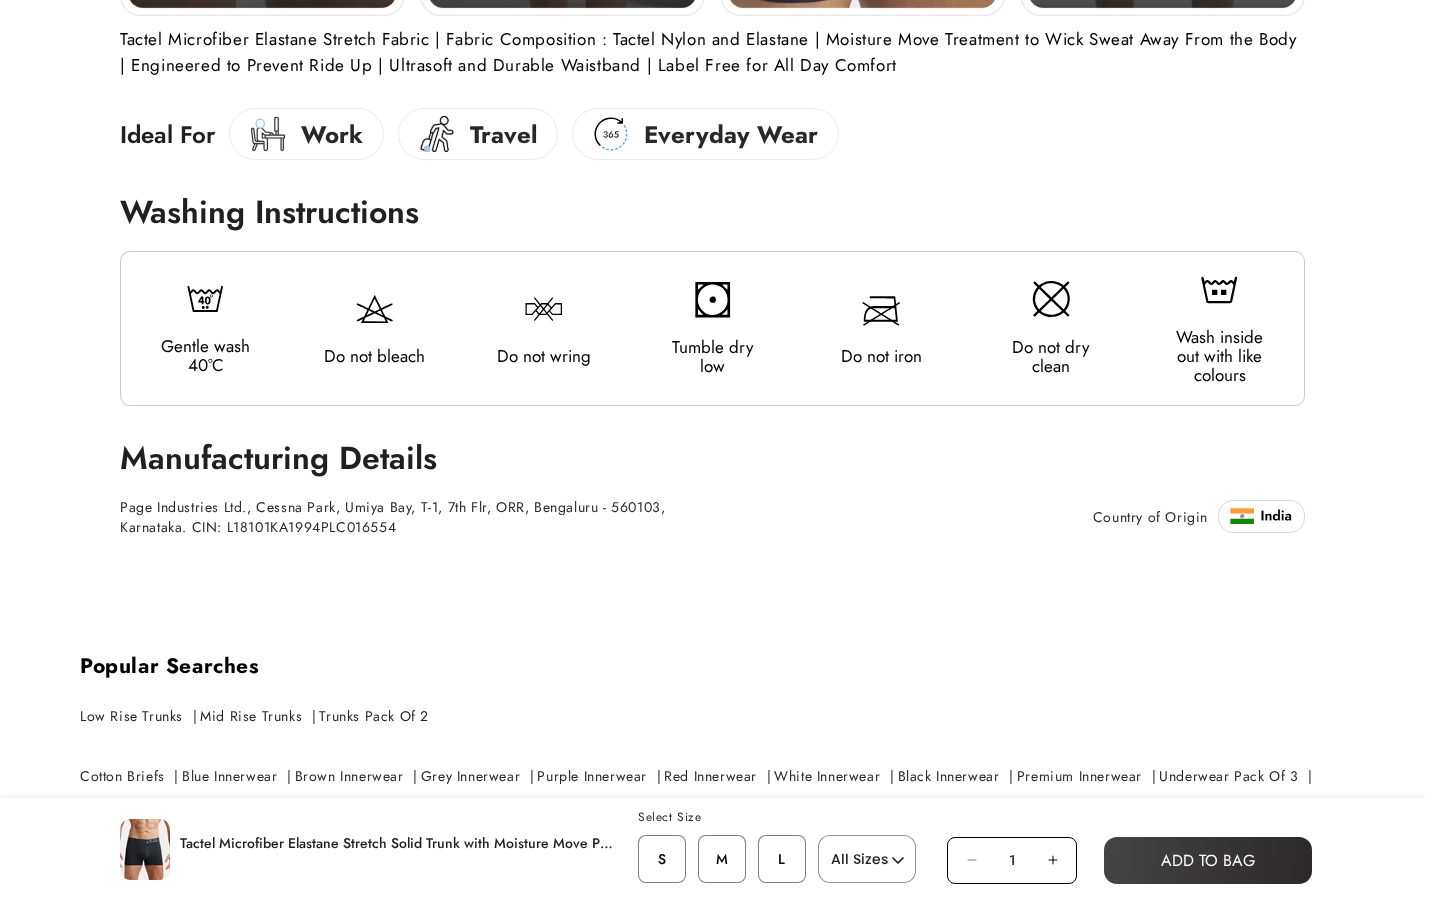 Tactel Microfiber Elastane Stretch Fabric | Fabric Composition : Tactel Nylon and Elastane | Moisture Move Treatment to Wick Sweat Away From the Body
| Engineered to Prevent Ride Up | Ultrasoft and Durable Waistband | Label Free for All Day Comfort
Ideal For Work Travel 365 Everyday Wear
Washing Instructions
40°
Gentle wash
40°C
Do not bleach
Do not wring
Tumble dry
low
Do not iron
Do not dry
clean
Wash inside
out with like
colours
Manufacturing Details
Page Industries Ltd., Cessna Park, Umiya Bay, T-1, 7th Flr, ORR, Bengaluru - 560103,
Karnataka. CIN: L18101KA1994PLC016554
Country of Origin India
Popular Searches
Low Rise Trunks | Mid Rise Trunks | Trunks Pack Of 2
Cotton Briefs | Blue Innerwear | Brown Innerwear | Grey Innerwear | Purple Innerwear | Red Innerwear | White Innerwear | Black Innerwear | Premium Innerwear | Underwear Pack Of 3 |
Tactel Microfiber Elastane Stretch Solid Trunk with Moisture Move P...
Select Size
S M L All Sizes
− 1 +
ADD TO BAG